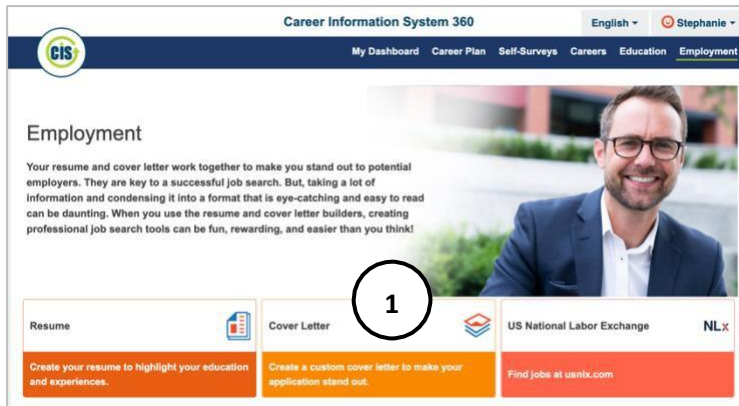 Career Information System 360
English
Stephanie
CIS
My Dashboard Career Plan Self-Surveys Careers Education Employment
Employment
Your resume and cover letter work together to make you stand out to potential
employers. They are key to a successful job search. But, taking a lot of
information and condensing it into a format that is eye-catching and easy to read
can be daunting. When you use the resume and cover letter builders, creating
professional job search tools can be fun, rewarding, and easier than you think!
1
Resume
Cover Letter
US National Labor Exchange
NLx
Create your resume to highlight your education
and experiences.
Create a custom cover letter to make your
application stand out.
Find jobs at usnlx.com